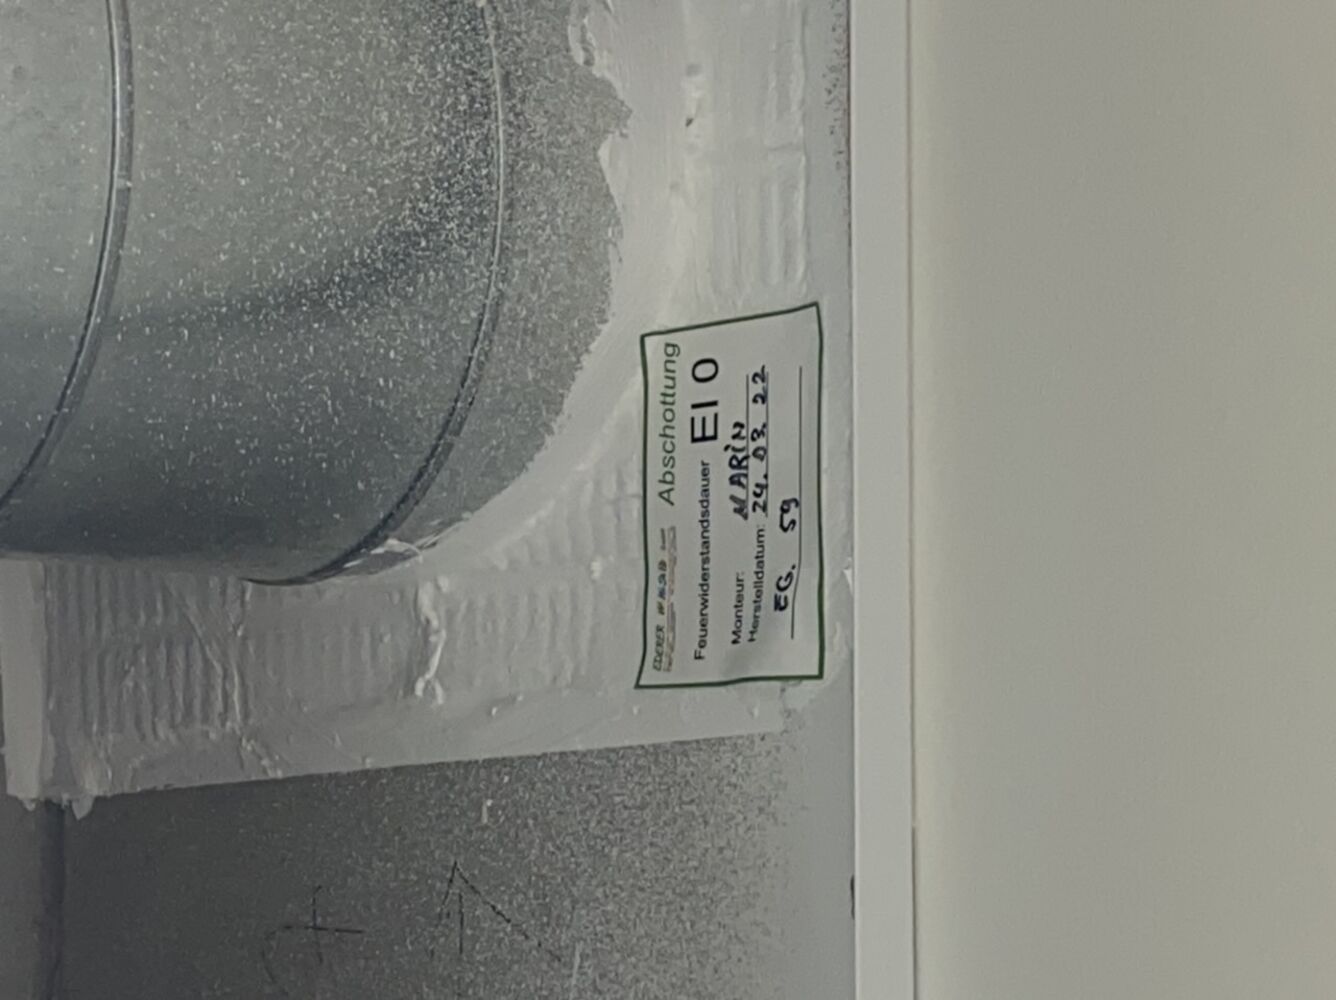 Abschottung
Feuerwiderstandsdauer EI 0
Monteur: MARIN
Herstelldatum: 24. 03. 22
EG. 59